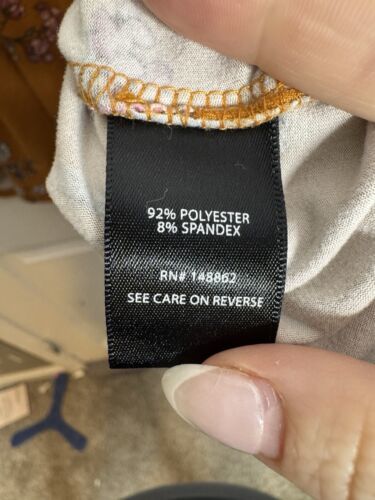 92% POLYESTER
8% SPANDEX
RN# 148862
SEE CARE ON REVERSE